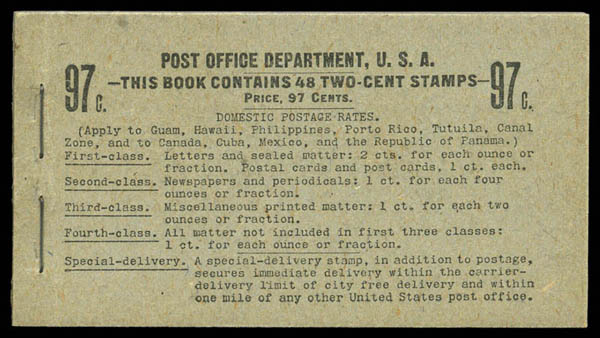 POST OFFICE DEPARTMENT, U. S. A.
97c. —THIS BOOK CONTAINS 48 TWO-CENT STAMPS— 97c.
PRICE, 97 CENTS.
DOMESTIC POSTAGE RATES.
(Apply to Guam, Hawaii, Philippines, Porto Rico, Tutuila, Canal
Zone, and to Canada, Cuba, Mexico, and the Republic of Panama.)
First-class. Letters and sealed matter: 2 cts. for each ounce or
fraction. Postal cards and post cards, 1 ct. each.
Second-class. Newspapers and periodicals: 1 ct. for each four
ounces or fraction.
Third-class. Miscellaneous printed matter: 1 ct. for each two
ounces or fraction.
Fourth-class. All matter not included in first three classes:
1 ct. for each ounce or fraction.
Special-delivery. A special-delivery stamp, in addition to postage,
secures immediate delivery within the carrier-
delivery limit of city free delivery and within
one mile of any other United States post office.